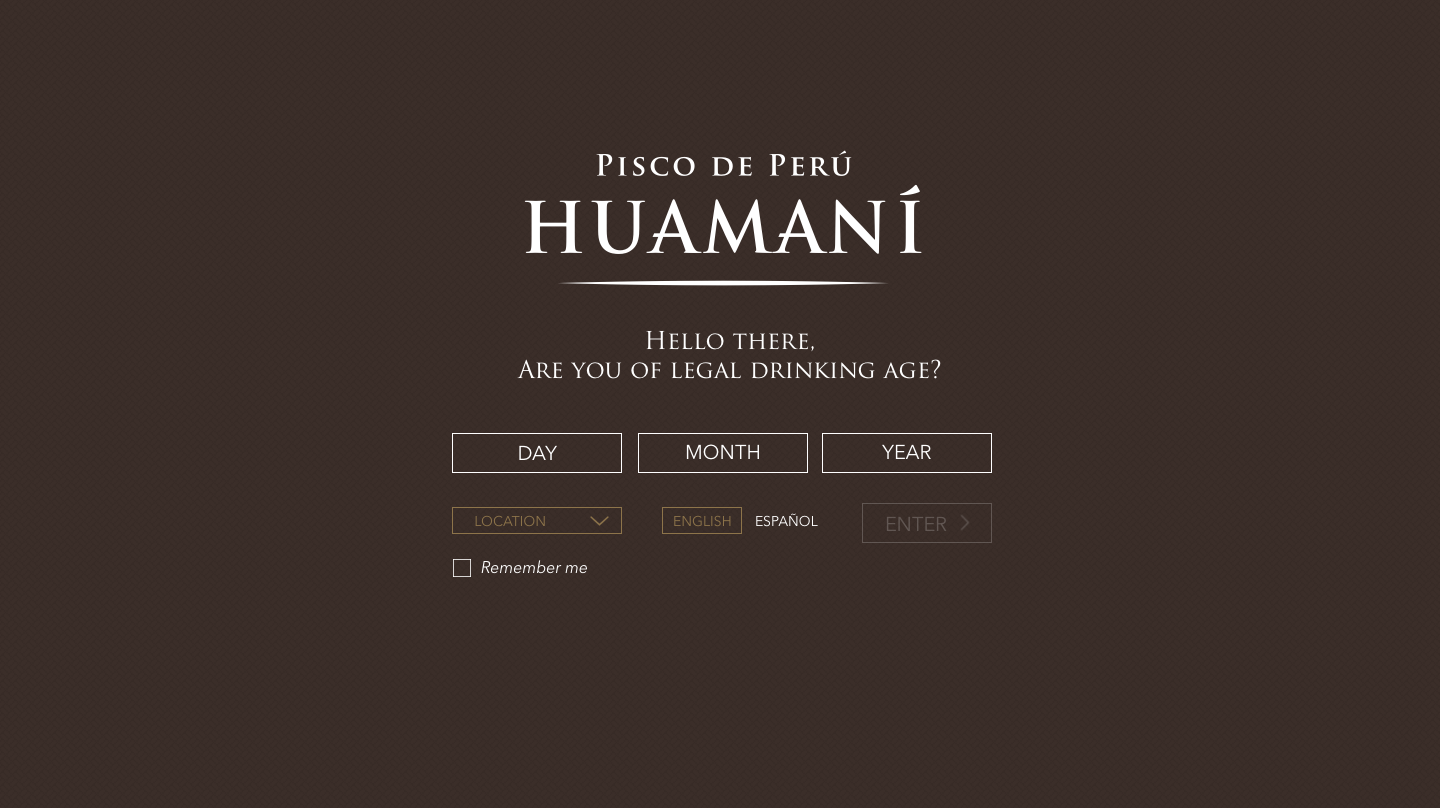 PISCO DE PERÚ
HUAMANÍ
HELLO THERE,
ARE YOU OF LEGAL DRINKING AGE?
DAY MONTH YEAR
LOCATION ENGLISH ESPAÑOL ENTER
Remember me